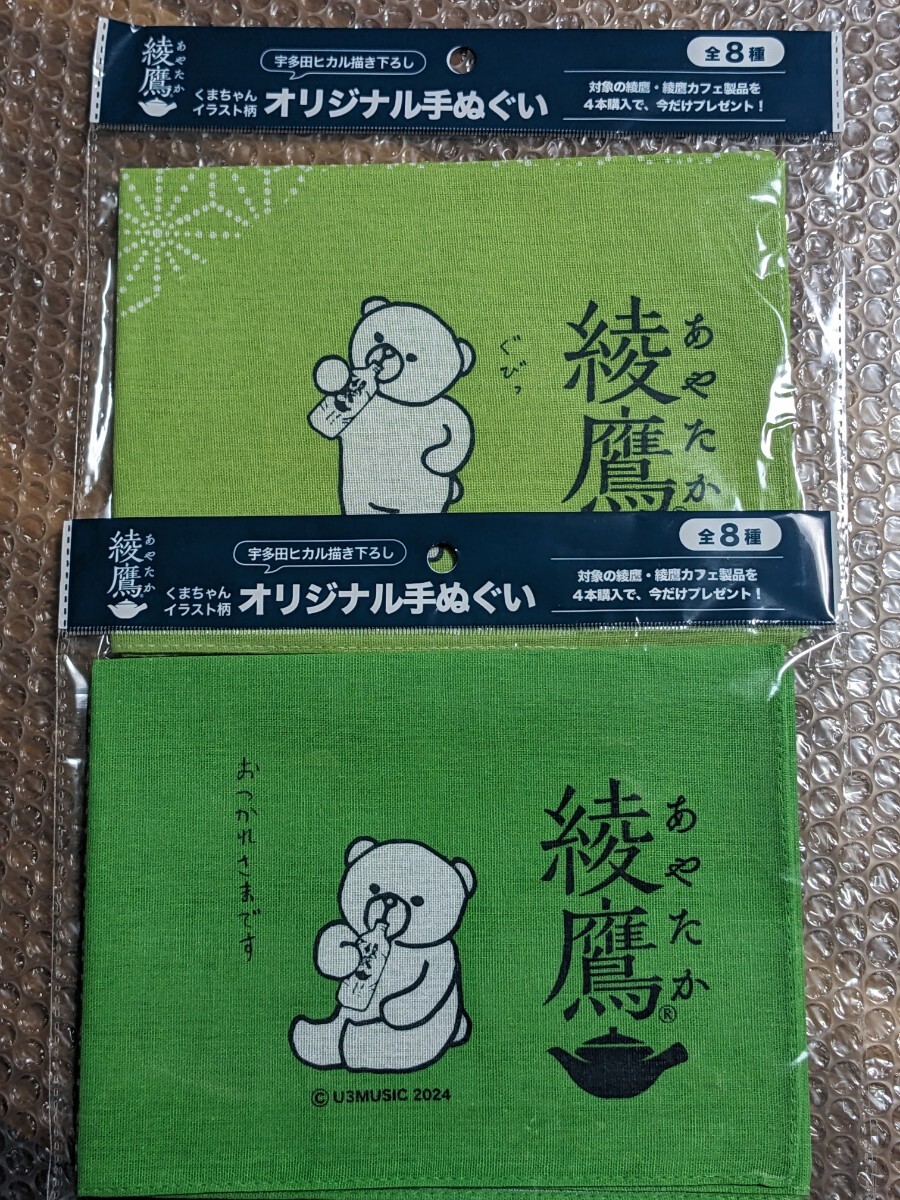 綾鷹
あやたか
宇多田ヒカル描き下ろし
くまちゃん
イラスト柄
オリジナル手ぬぐい
全8種
対象の綾鷹・綾鷹カフェ製品を
4本購入で、今だけプレゼント！
ぐびっ
綾鷹
あやたか
綾鷹
あやたか
宇多田ヒカル描き下ろし
くまちゃん
イラスト柄
オリジナル手ぬぐい
全8種
対象の綾鷹・綾鷹カフェ製品を
4本購入で、今だけプレゼント！
おつかれさまです
綾鷹®
あやたか
© U3MUSIC 2024